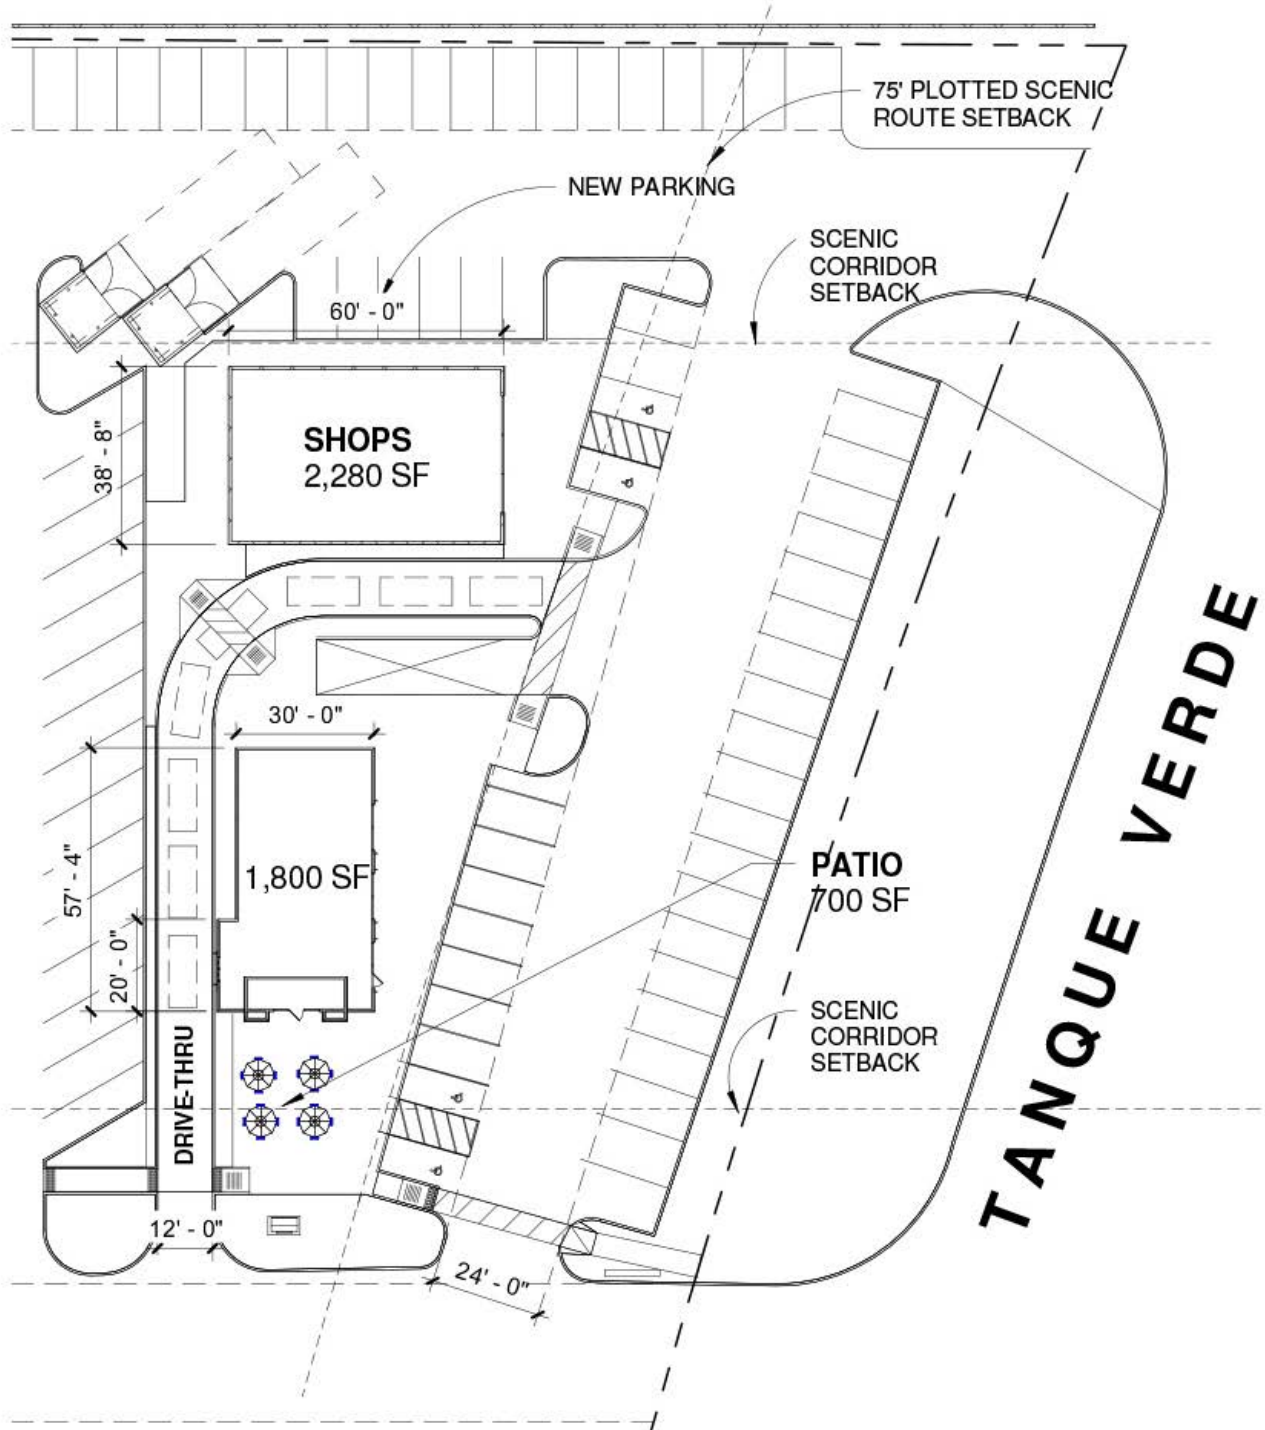 75' PLOTTED SCENIC
ROUTE SETBACK
NEW PARKING
SCENIC
CORRIDOR
SETBACK
60' - 0"
38' - 8"
SHOPS
2,280 SF
30' - 0"
57' - 4"
1,800 SF
20' - 0"
PATIO
700 SF
TANQUE VERDE
SCENIC
CORRIDOR
SETBACK
DRIVE-THRU
12' - 0"
24' - 0"